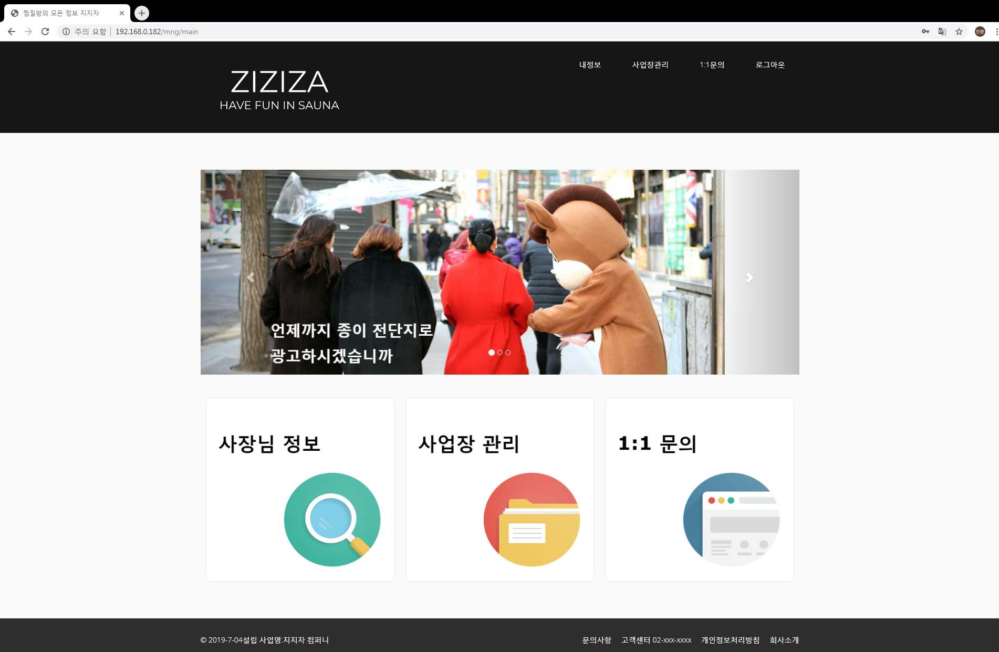 찜질방의 모든 정보 지지자
주의 요함 192.168.0.182/mng/main
인환
내정보 사업장관리 1:1문의 로그아웃
ZIZIZA
HAVE FUN IN SAUNA
언제까지 종이 전단지로
광고하시겠습니까
사장님 정보
사업장 관리
1:1 문의
© 2019-7-04설립 사업명:지지자 컴퍼니
문의사항 고객센터 02-xxx-xxxx 개인정보처리방침 회사소개